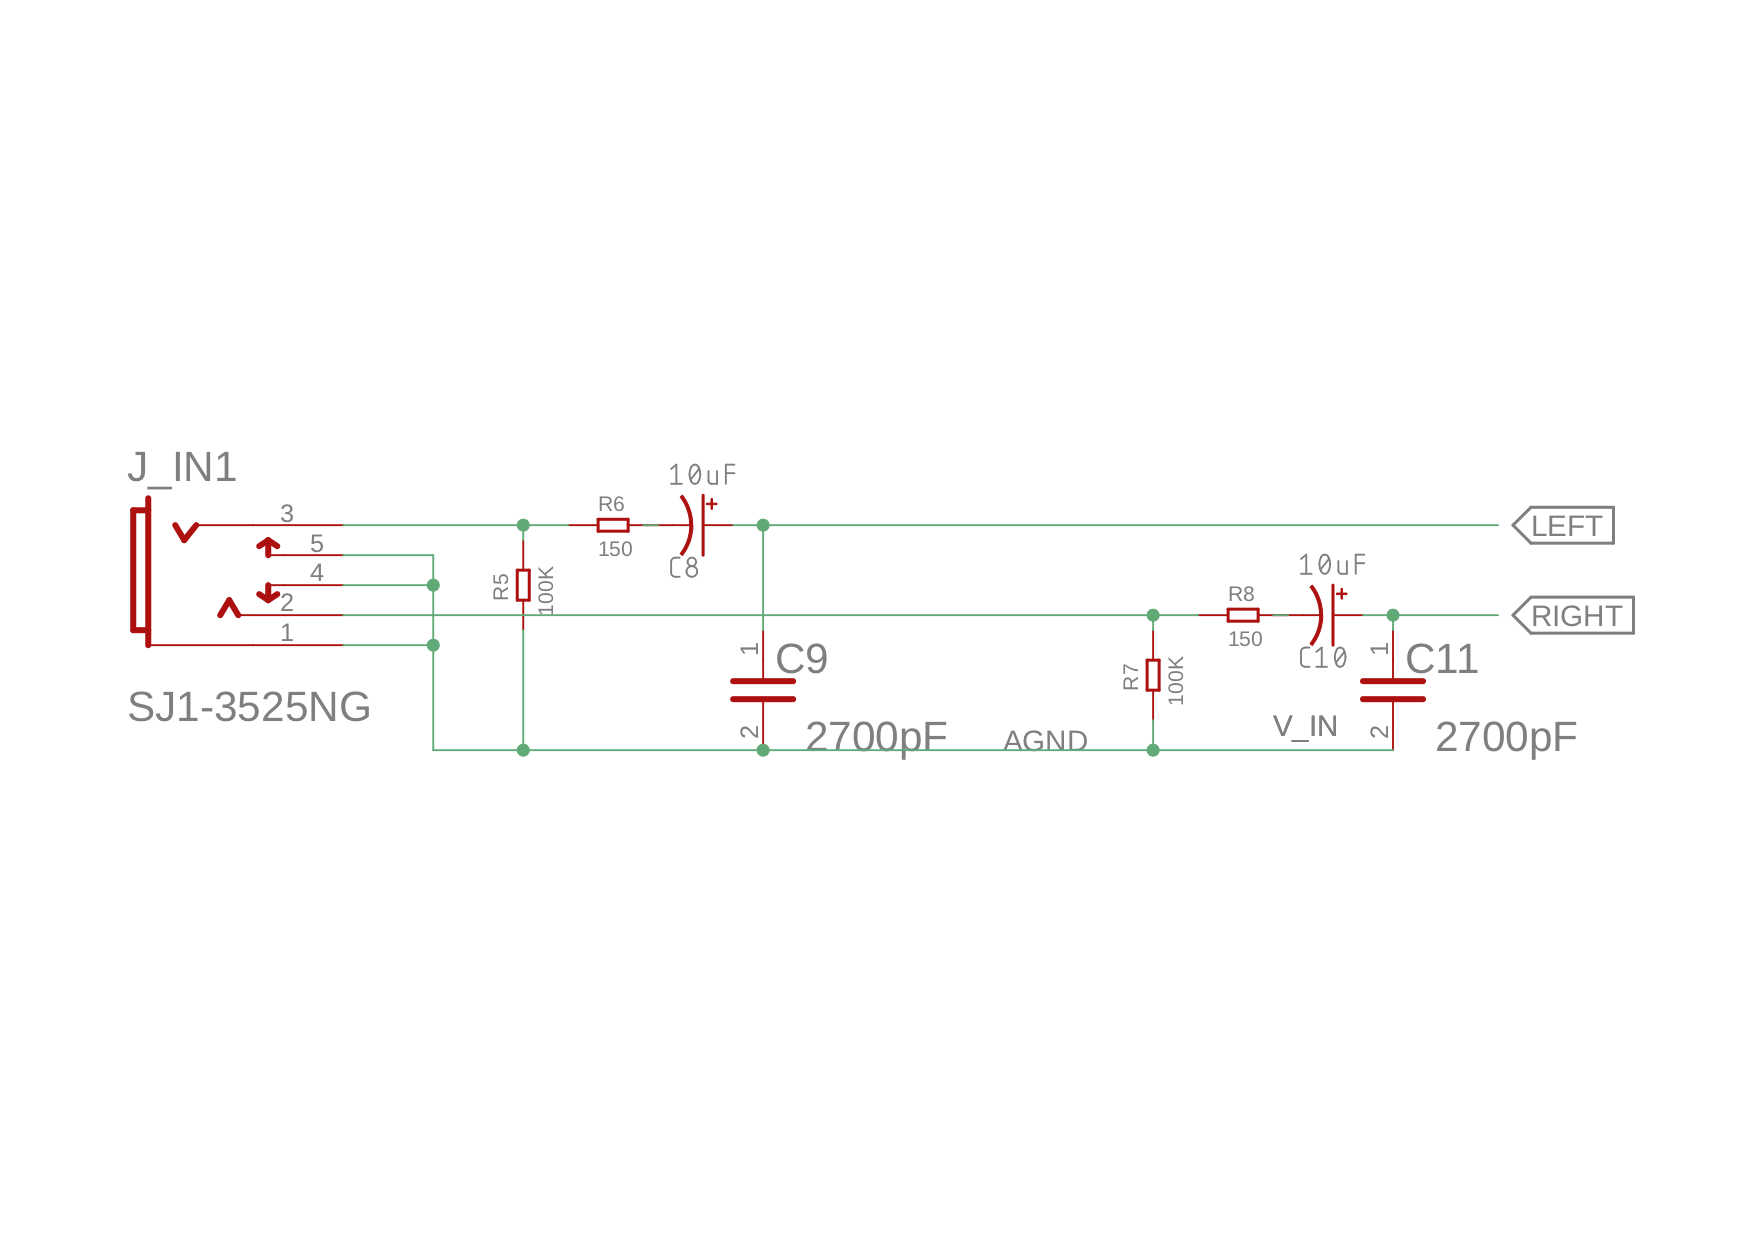 J_IN1
10uF
R6
3
LEFT
5
150
C8
10uF
4
R5
100K
R8
2
RIGHT
1
150
C10
1
C9
R7
100K
1
C11
SJ1-3525NG
2
2700pF
AGND
V_IN
2
2700pF